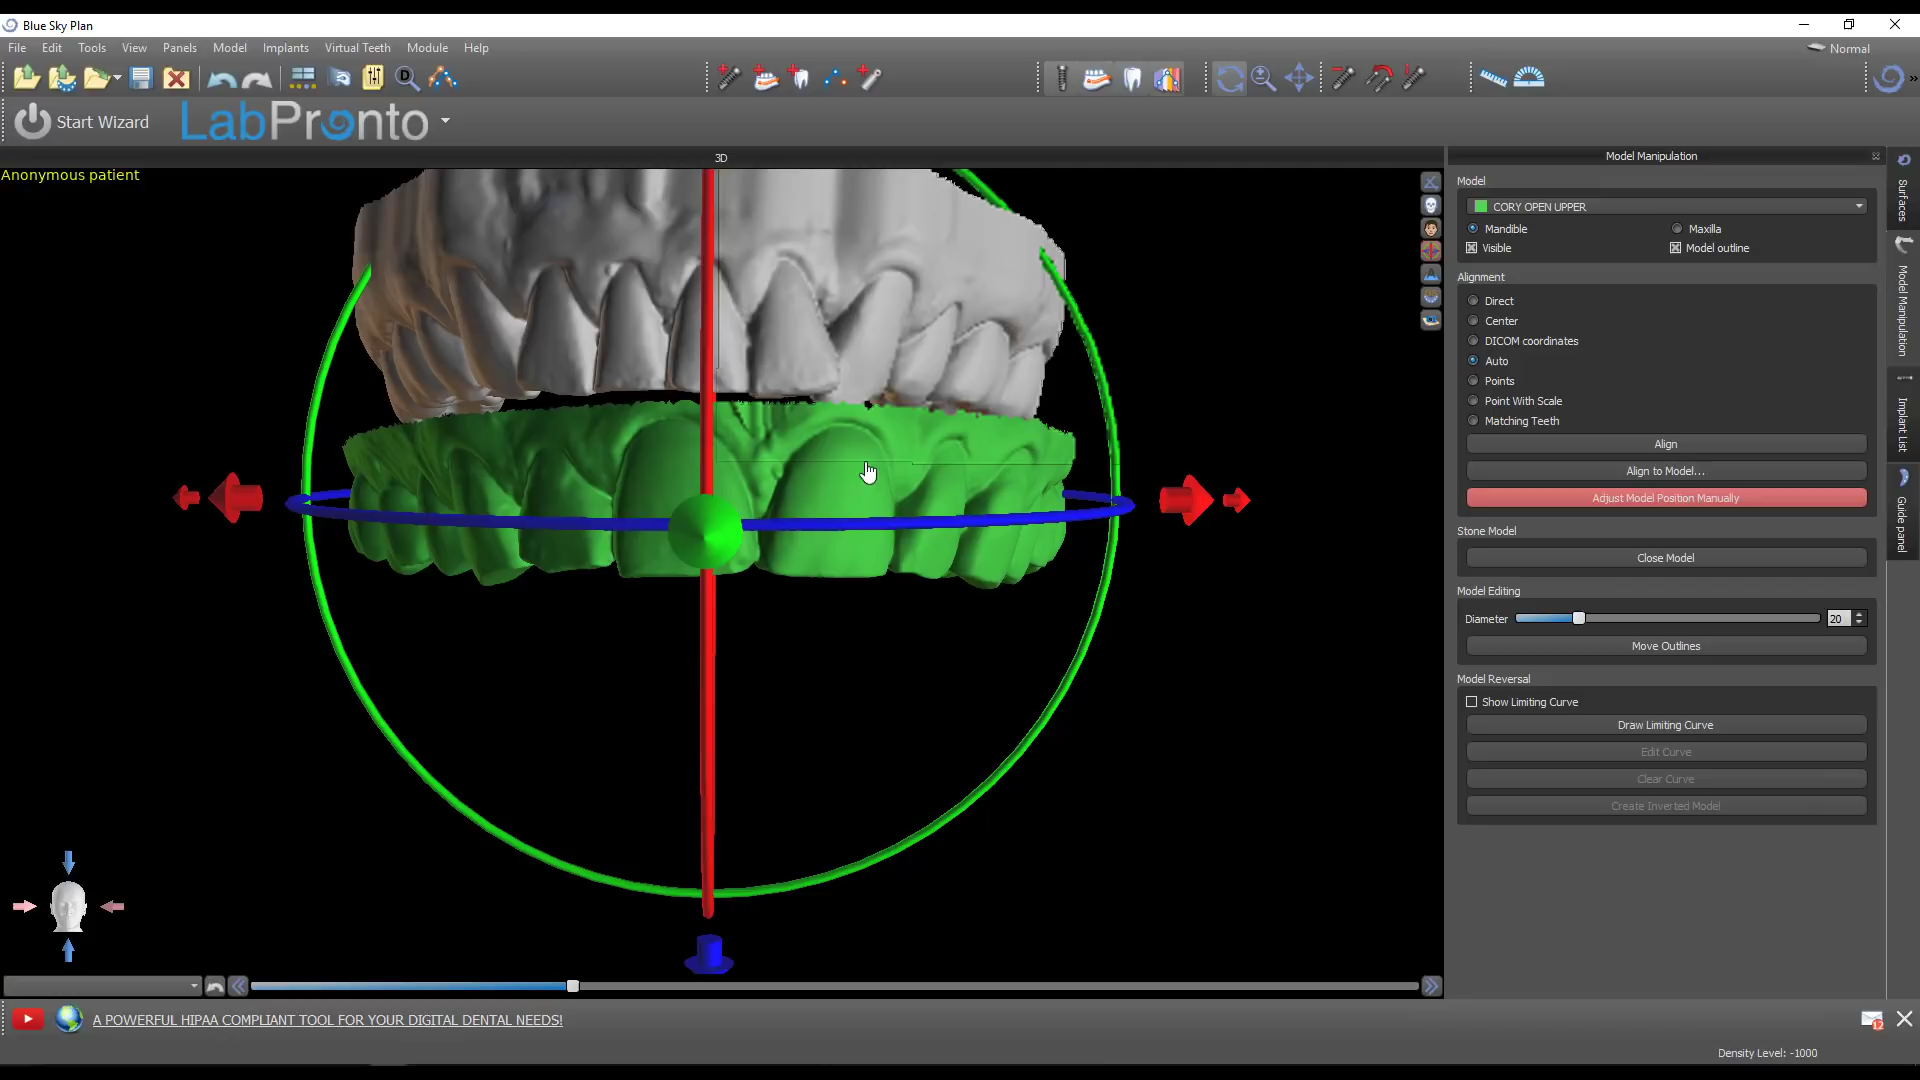 Blue Sky Plan
File Edit Tools View Panels Model Implants Virtual Teeth Module Help
Normal
D
Start Wizard LabPronto
3D
Model Manipulation
Anonymous patient
Model
CORY OPEN UPPER
Mandible Maxilla
Visible Model outline
Alignment
Direct
Center
DICOM coordinates
Auto
Points
Point With Scale
Matching Teeth
Align
Align to Model...
Adjust Model Position Manually
Stone Model
Close Model
Model Editing
Diameter 20
Move Outlines
Model Reversal
Show Limiting Curve
Draw Limiting Curve
Edit Curve
Clear Curve
Create Inverted Model
Surfaces
Model Manipulation
Implant List
Guide panel
A POWERFUL HIPAA COMPLIANT TOOL FOR YOUR DIGITAL DENTAL NEEDS!
12
Density Level: -1000